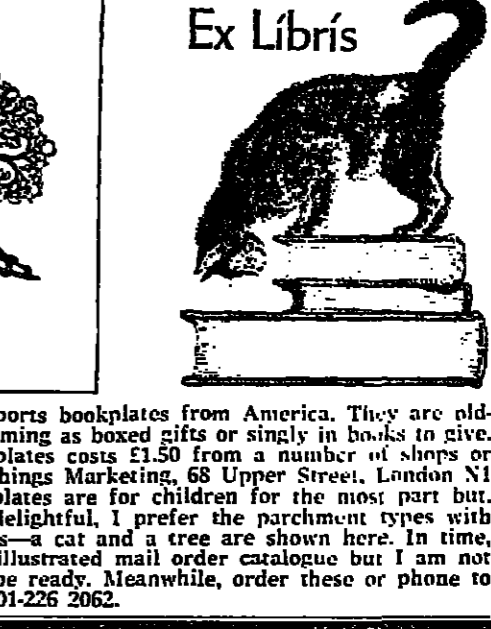 Ex Libris
ports bookplates from America. They are old-
ming as boxed gifts or singly in books to give.
plates costs £1.50 from a number of shops or
hings Marketing, 68 Upper Street, London N1
plates are for children for the most part but.
delightful, I prefer the parchment types with
s—a cat and a tree are shown here. In time,
illustrated mail order catalogue but I am not
be ready. Meanwhile, order these or phone to
01-226 2062.